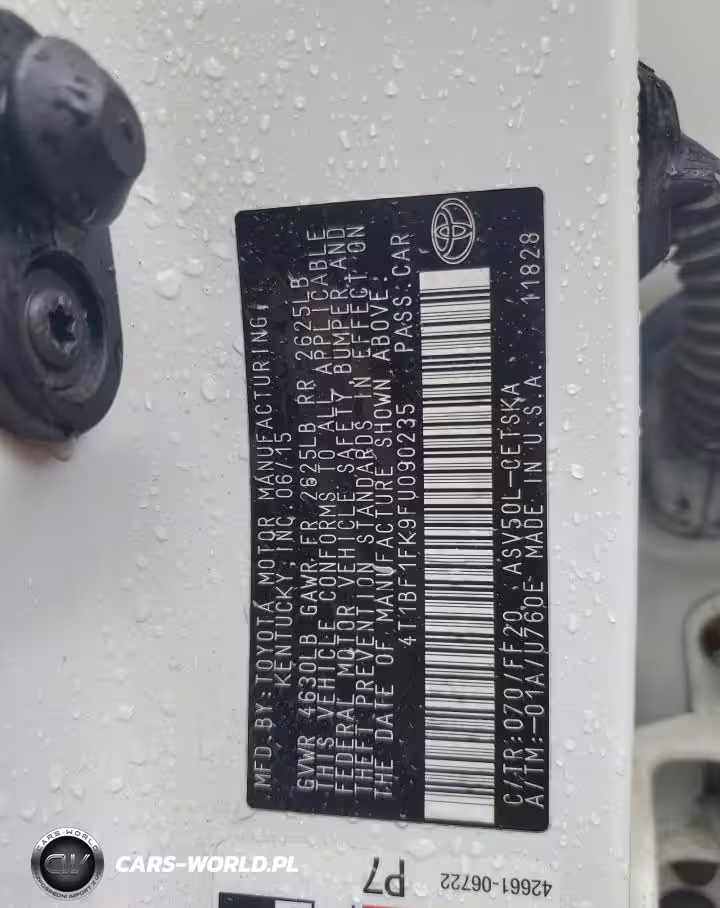 MFD.BY:TOYOTA MOTOR MANUFACTURING,
KENTUCKY,INC.06/15
GVWR 4630LB GAWR,FR 2625LB RR 2625LB
THIS VEHICLE CONFORMS TO ALL APPLICABLE
FEDERAL MOTOR VEHICLE SAFETY BUMPER,AND
THEFT PREVENTION STANDARDS IN EFFECT ON
THE DATE OF MANUFACTURE SHOWN ABOVE.
4T1BF1FK9FU090235 PASS.CAR
C/TR:070/FF20 ASV50L-CETSKA
A/TM:-01A/U760E MADE IN U.S.A. 11828
P7 42661-06722
CARS-WORLD
CW
CARS-WORLD.PL